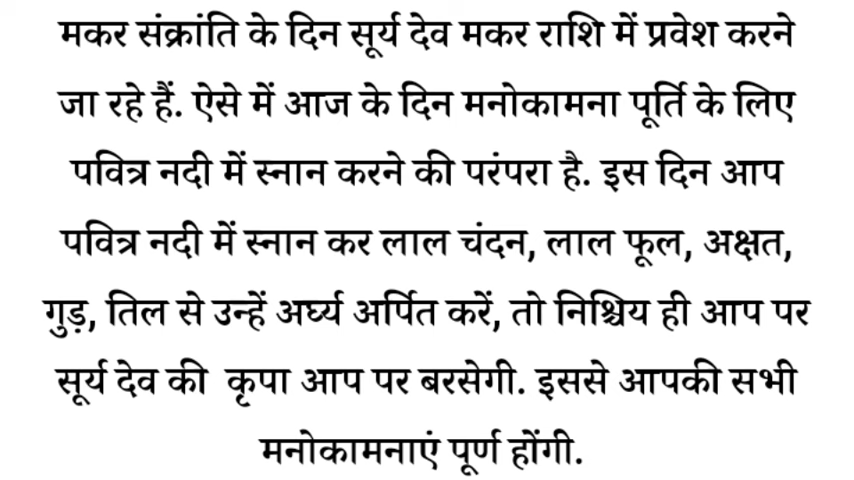 मकर संक्रांति के दिन सूर्य देव मकर राशि में प्रवेश करने
जा रहे हैं. ऐसे में आज के दिन मनोकामना पूर्ति के लिए
पवित्र नदी में स्नान करने की परंपरा है. इस दिन आप
पवित्र नदी में स्नान कर लाल चंदन, लाल फूल, अक्षत,
गुड़, तिल से उन्हें अर्घ्य अर्पित करें, तो निश्चिय ही आप पर
सूर्य देव की कृपा आप पर बरसेगी. इससे आपकी सभी
मनोकामनाएं पूर्ण होंगी.